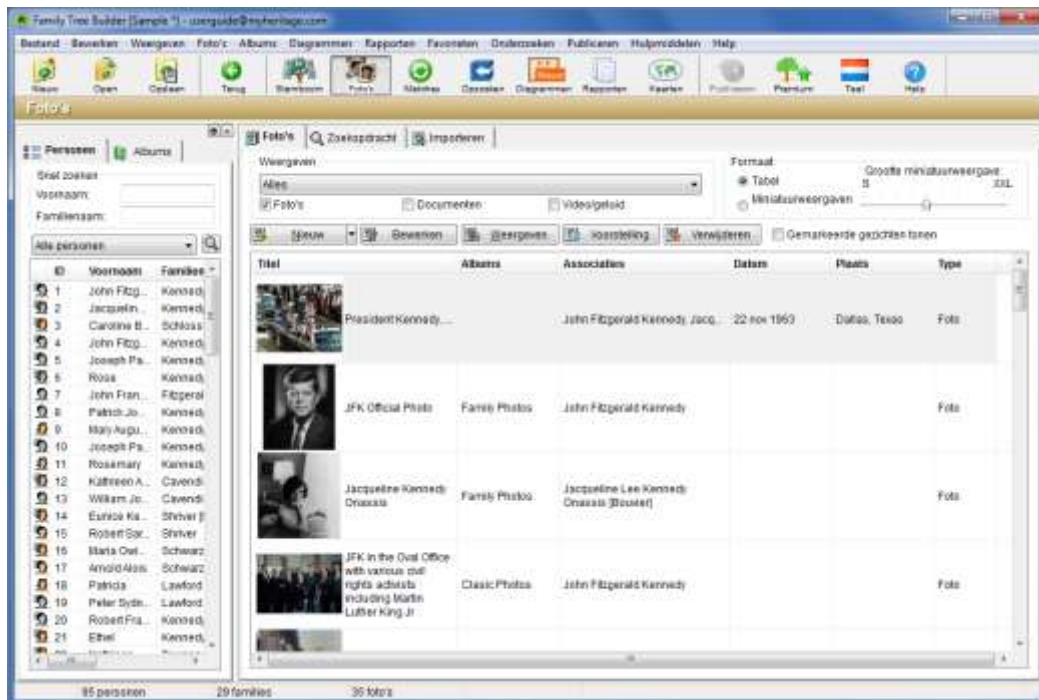 Family Tree Builder (Sample *) - userguide@myheritage.com
Bestand Bewerken Weergeven Foto's Albums Diagrammen Rapporten Favorieten Onderzoeken Publiceren Hulpmiddelen Help
Nieuw Open Opslaan Terug Stamboom Foto's Matches Opzoeken Diagrammen Rapporten Kaarten Publiceren Premium Taal Help
Foto's
Personen Albums
Foto's Zoekopdracht Importeren
Snel zoeken
Voornaam:
Familienaam:
Alle personen
Weergeven
Alles
Foto's Documenten Video/geluid
Formaat
Tabel
Miniatuurweergaven
Grootte miniatuurweergave
S XXL
Nieuw Bewerken Weergeven Voorstelling Verwijderen Gemarkeerde gezichten tonen
ID Voornaam Familien
1 John Fitzg... Kennedy
2 Jacquelin... Kennedy
3 Caroline B... Schloss
4 John Fitzg... Kennedy
5 Joseph Pa... Kennedy
6 Rose Kennedy
7 John Fran... Fitzgeral
8 Patrick Jo... Kennedy
9 Mary Augu... Kennedy
10 Joseph Pa... Kennedy
11 Rosemary Kennedy
12 Kathleen A... Cavendi
13 William Jo... Cavendi
14 Eunice Ke... Shriver [
15 Robert Sar... Shriver
16 Maria Owi... Schwarz
17 Arnold Alois Schwarz
18 Patricia Lawford
19 Peter Sydn... Lawford
20 Robert Fra... Kennedy
21 Ethel Kennedy
Titel Albums Associaties Datum Plaats Type
President Kennedy,... John Fitzgerald Kennedy, Jacq... 22 nov 1963 Dallas, Texas Foto
JFK Official Photo Family Photos John Fitzgerald Kennedy Foto
Jacqueline Kennedy Onassis Family Photos Jacqueline Lee Kennedy Onassis [Bouvier] Foto
JFK in the Oval Office
with various civil
rights activists
including Martin
Luther King Jr
Classic Photos John Fitzgerald Kennedy Foto
85 personen 29 families 36 foto's